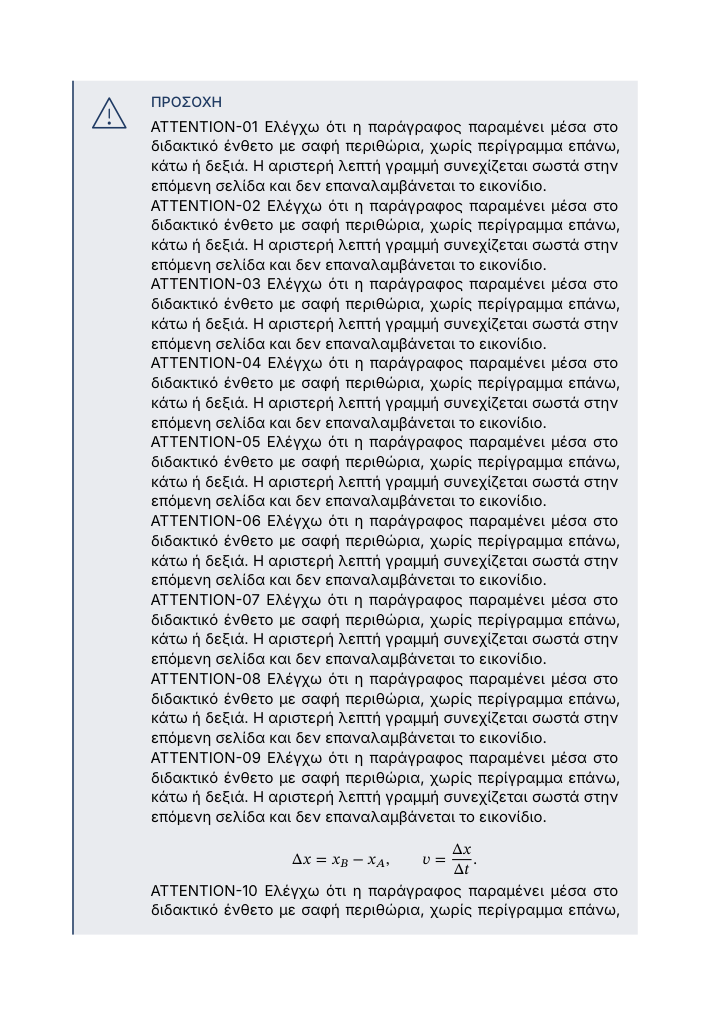 ΠΡΟΣΟΧΗ
ATTENTION-01 Ελέγχω ότι η παράγραφος παραμένει μέσα στο
διδακτικό ένθετο με σαφή περιθώρια, χωρίς περίγραμμα επάνω,
κάτω ή δεξιά. Η αριστερή λεπτή γραμμή συνεχίζεται σωστά στην
επόμενη σελίδα και δεν επαναλαμβάνεται το εικονίδιο.
ATTENTION-02 Ελέγχω ότι η παράγραφος παραμένει μέσα στο
διδακτικό ένθετο με σαφή περιθώρια, χωρίς περίγραμμα επάνω,
κάτω ή δεξιά. Η αριστερή λεπτή γραμμή συνεχίζεται σωστά στην
επόμενη σελίδα και δεν επαναλαμβάνεται το εικονίδιο.
ATTENTION-03 Ελέγχω ότι η παράγραφος παραμένει μέσα στο
διδακτικό ένθετο με σαφή περιθώρια, χωρίς περίγραμμα επάνω,
κάτω ή δεξιά. Η αριστερή λεπτή γραμμή συνεχίζεται σωστά στην
επόμενη σελίδα και δεν επαναλαμβάνεται το εικονίδιο.
ATTENTION-04 Ελέγχω ότι η παράγραφος παραμένει μέσα στο
διδακτικό ένθετο με σαφή περιθώρια, χωρίς περίγραμμα επάνω,
κάτω ή δεξιά. Η αριστερή λεπτή γραμμή συνεχίζεται σωστά στην
επόμενη σελίδα και δεν επαναλαμβάνεται το εικονίδιο.
ATTENTION-05 Ελέγχω ότι η παράγραφος παραμένει μέσα στο
διδακτικό ένθετο με σαφή περιθώρια, χωρίς περίγραμμα επάνω,
κάτω ή δεξιά. Η αριστερή λεπτή γραμμή συνεχίζεται σωστά στην
επόμενη σελίδα και δεν επαναλαμβάνεται το εικονίδιο.
ATTENTION-06 Ελέγχω ότι η παράγραφος παραμένει μέσα στο
διδακτικό ένθετο με σαφή περιθώρια, χωρίς περίγραμμα επάνω,
κάτω ή δεξιά. Η αριστερή λεπτή γραμμή συνεχίζεται σωστά στην
επόμενη σελίδα και δεν επαναλαμβάνεται το εικονίδιο.
ATTENTION-07 Ελέγχω ότι η παράγραφος παραμένει μέσα στο
διδακτικό ένθετο με σαφή περιθώρια, χωρίς περίγραμμα επάνω,
κάτω ή δεξιά. Η αριστερή λεπτή γραμμή συνεχίζεται σωστά στην
επόμενη σελίδα και δεν επαναλαμβάνεται το εικονίδιο.
ATTENTION-08 Ελέγχω ότι η παράγραφος παραμένει μέσα στο
διδακτικό ένθετο με σαφή περιθώρια, χωρίς περίγραμμα επάνω,
κάτω ή δεξιά. Η αριστερή λεπτή γραμμή συνεχίζεται σωστά στην
επόμενη σελίδα και δεν επαναλαμβάνεται το εικονίδιο.
ATTENTION-09 Ελέγχω ότι η παράγραφος παραμένει μέσα στο
διδακτικό ένθετο με σαφή περιθώρια, χωρίς περίγραμμα επάνω,
κάτω ή δεξιά. Η αριστερή λεπτή γραμμή συνεχίζεται σωστά στην
επόμενη σελίδα και δεν επαναλαμβάνεται το εικονίδιο.
Δx = x_B − x_A, υ = Δx/Δt.
ATTENTION-10 Ελέγχω ότι η παράγραφος παραμένει μέσα στο
διδακτικό ένθετο με σαφή περιθώρια, χωρίς περίγραμμα επάνω,